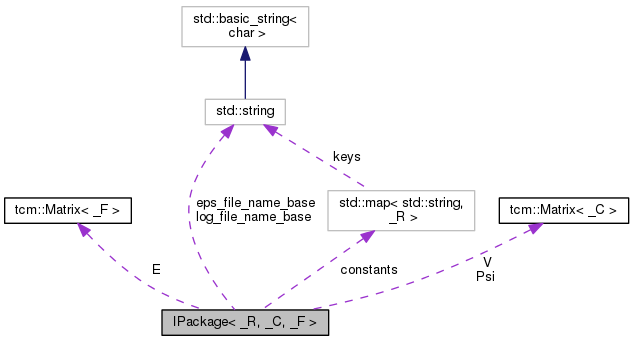 std::basic_string<
char >
std::string
keys
eps_file_name_base
log_file_name_base
std::map< std::string,
_R >
tcm::Matrix< _F >
tcm::Matrix< _C >
E
constants
V
Psi
IPackage< _R, _C, _F >